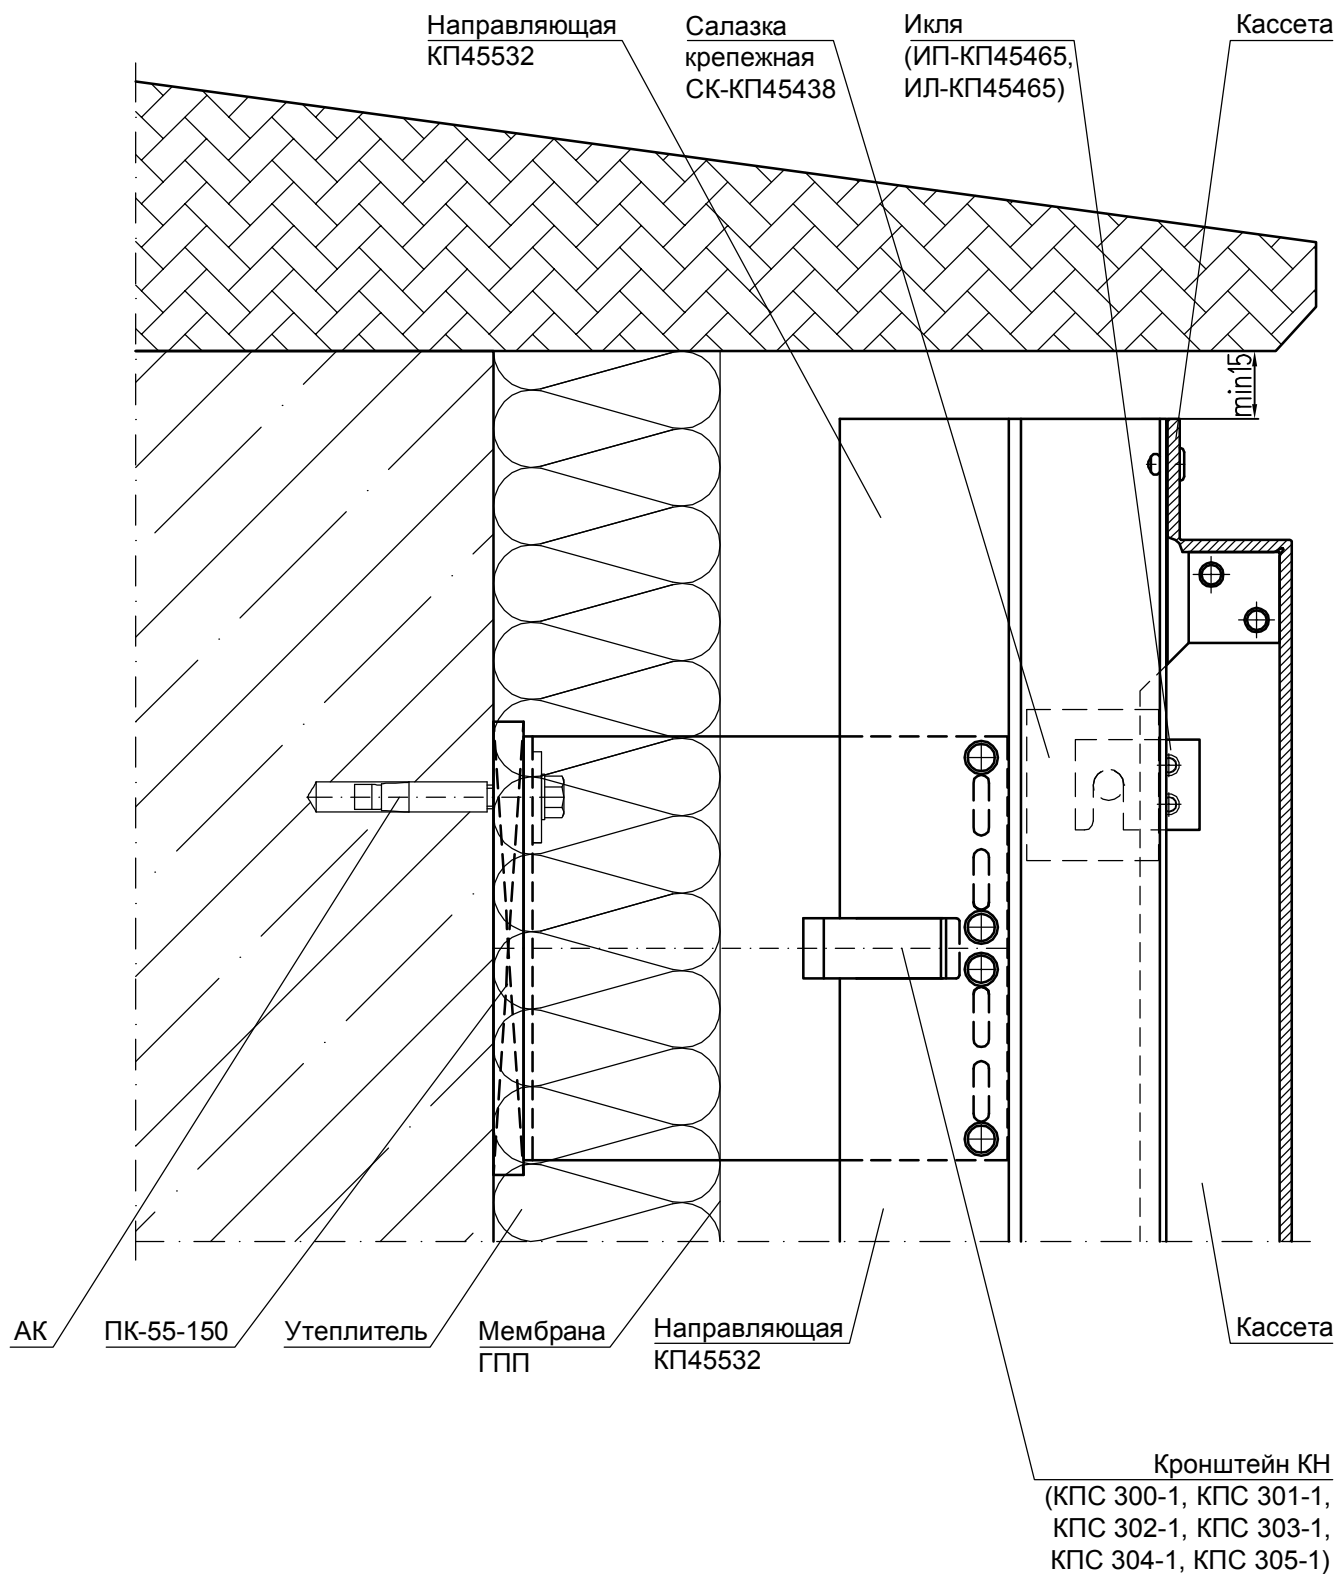 Направляющая
КП45532
Салазка
крепежная
СК-КП45438
Икля
(ИП-КП45465,
ИЛ-КП45465)
Кассета
min15
АК
ПК-55-150
Утеплитель
Мембрана
ГПП
Направляющая
КП45532
Кассета
Кронштейн КН
(КПС 300-1, КПС 301-1,
КПС 302-1, КПС 303-1,
КПС 304-1, КПС 305-1)